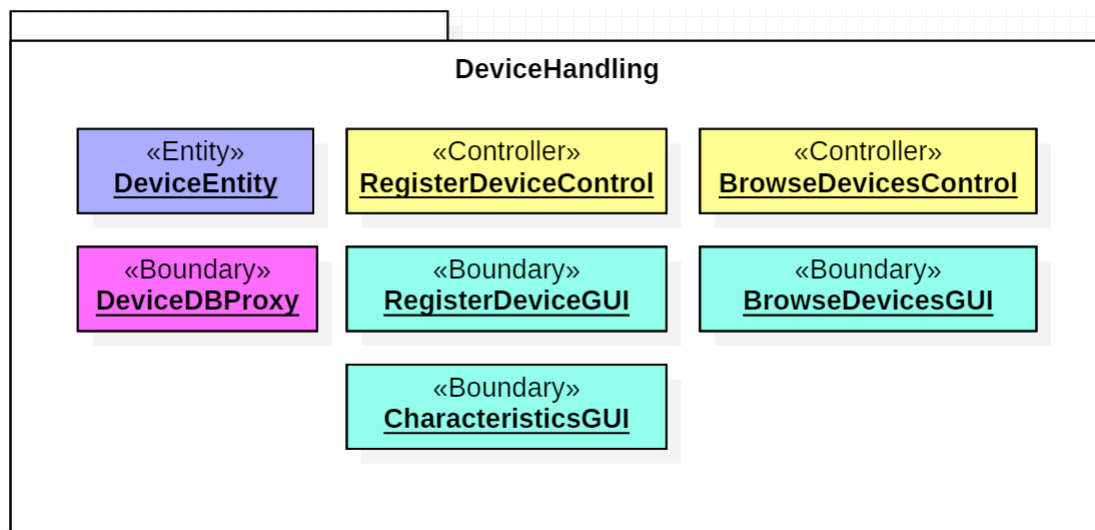 DeviceHandling
«Entity»
DeviceEntity
«Controller»
RegisterDeviceControl
«Controller»
BrowseDevicesControl
«Boundary»
DeviceDBProxy
«Boundary»
RegisterDeviceGUI
«Boundary»
BrowseDevicesGUI
«Boundary»
CharacteristicsGUI